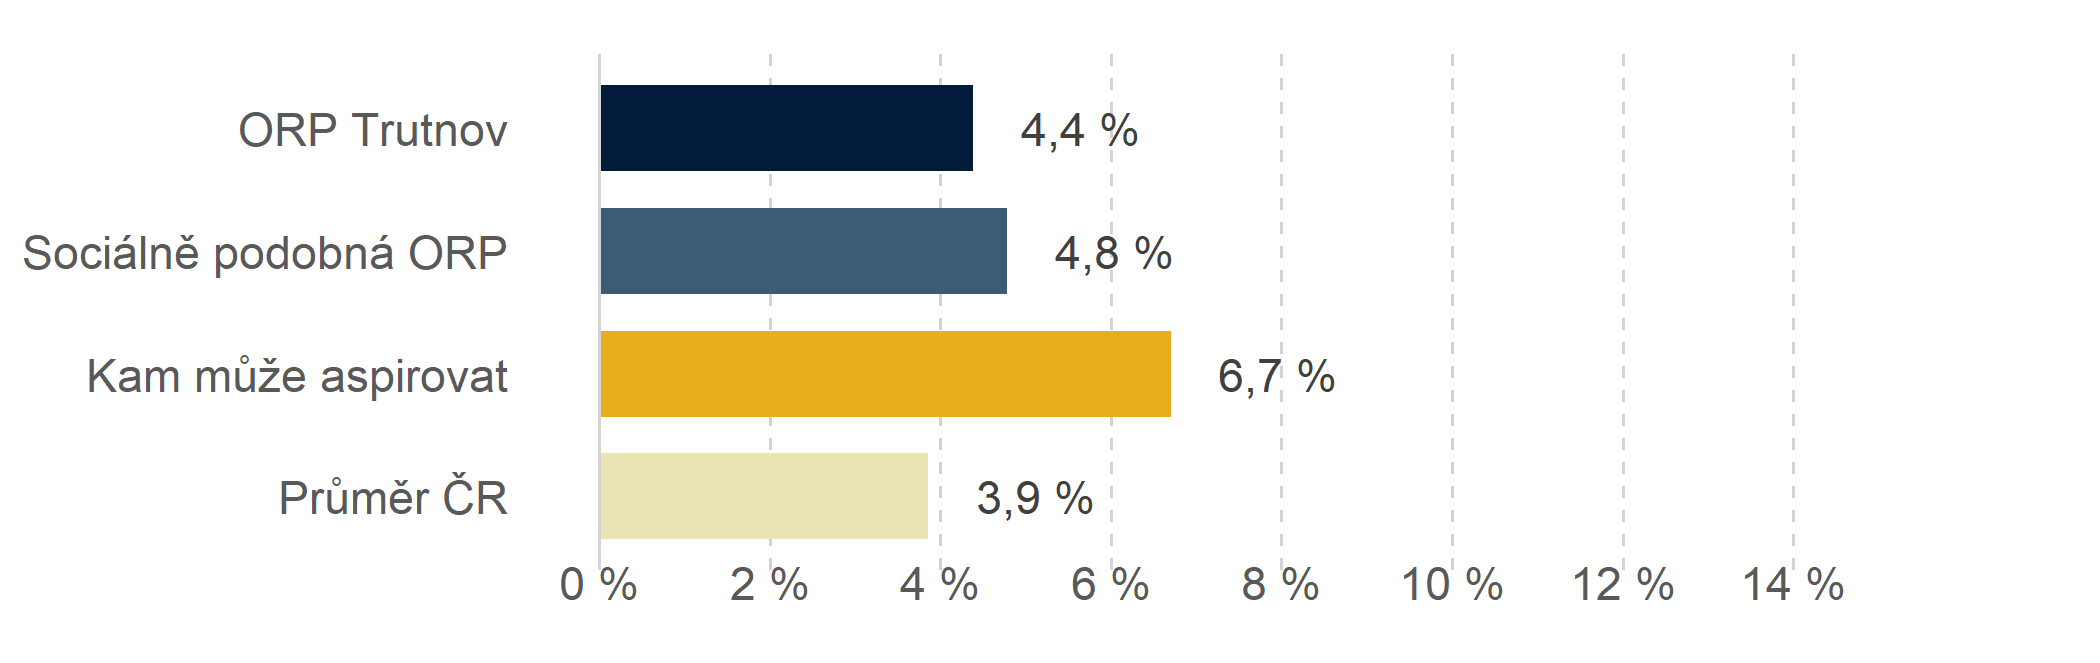 ORP Trutnov 4,4 %
Sociálně podobná ORP 4,8 %
Kam může aspirovat 6,7 %
Průměr ČR 3,9 %
0 % 2 % 4 % 6 % 8 % 10 % 12 % 14 %